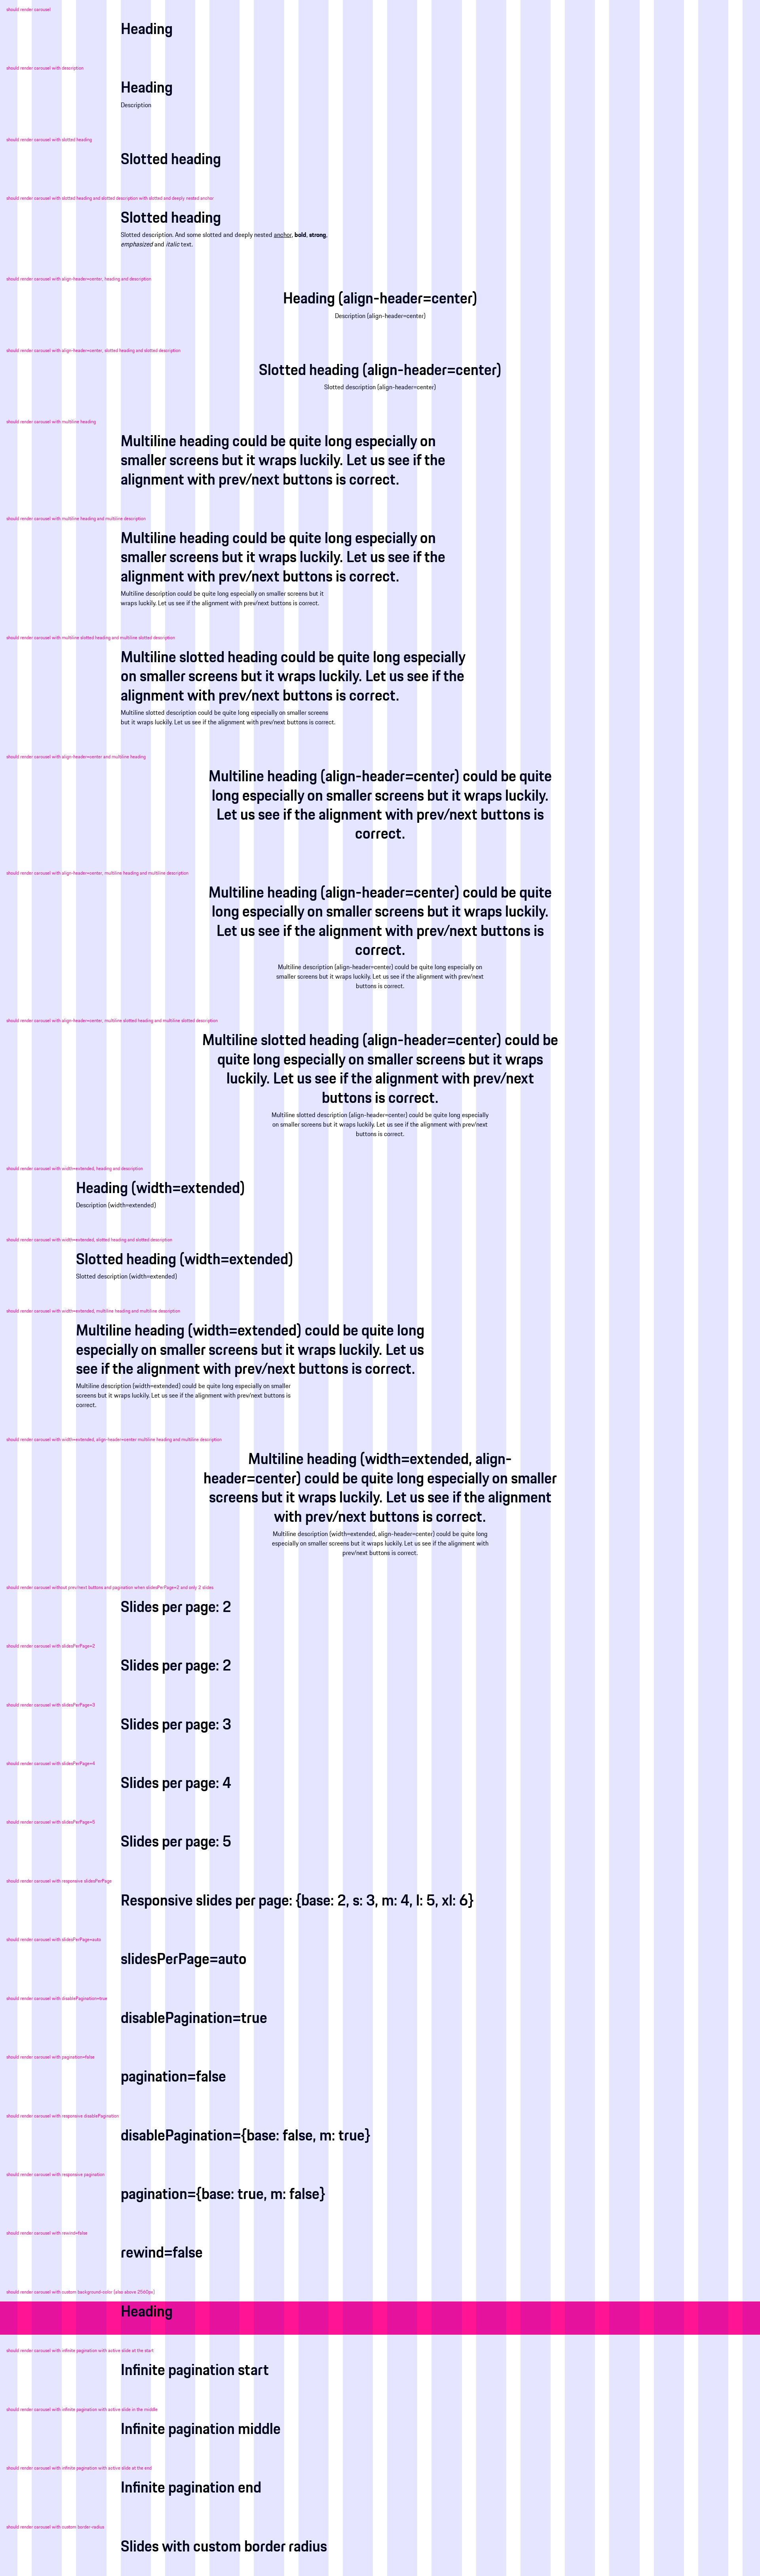 should render carousel
Heading
should render carousel with description
Heading
Description
should render carousel with slotted heading
Slotted heading
should render carousel with slotted heading and slotted description with slotted and deeply nested anchor
Slotted heading
Slotted description. And some slotted and deeply nested anchor, bold, strong,
emphasized and italic text.
should render carousel with align-header=center, heading and description
Heading (align-header=center)
Description (align-header=center)
should render carousel with align-header=center, slotted heading and slotted description
Slotted heading (align-header=center)
Slotted description (align-header=center)
should render carousel with multiline heading
Multiline heading could be quite long especially on
smaller screens but it wraps luckily. Let us see if the
alignment with prev/next buttons is correct.
should render carousel with multiline heading and multiline description
Multiline heading could be quite long especially on
smaller screens but it wraps luckily. Let us see if the
alignment with prev/next buttons is correct.
Multiline description could be quite long especially on smaller screens but it
wraps luckily. Let us see if the alignment with prev/next buttons is correct.
should render carousel with multiline slotted heading and multiline slotted description
Multiline slotted heading could be quite long especially
on smaller screens but it wraps luckily. Let us see if the
alignment with prev/next buttons is correct.
Multiline slotted description could be quite long especially on smaller screens
but it wraps luckily. Let us see if the alignment with prev/next buttons is correct.
should render carousel with align-header=center and multiline heading
Multiline heading (align-header=center) could be quite
long especially on smaller screens but it wraps luckily.
Let us see if the alignment with prev/next buttons is
correct.
should render carousel with align-header=center, multiline heading and multiline description
Multiline heading (align-header=center) could be quite
long especially on smaller screens but it wraps luckily.
Let us see if the alignment with prev/next buttons is
correct.
Multiline description (align-header=center) could be quite long especially on
smaller screens but it wraps luckily. Let us see if the alignment with prev/next
buttons is correct.
should render carousel with align-header=center, multiline slotted heading and multiline slotted description
Multiline slotted heading (align-header=center) could be
quite long especially on smaller screens but it wraps
luckily. Let us see if the alignment with prev/next
buttons is correct.
Multiline slotted description (align-header=center) could be quite long especially
on smaller screens but it wraps luckily. Let us see if the alignment with prev/next
buttons is correct.
should render carousel with width=extended, heading and description
Heading (width=extended)
Description (width=extended)
should render carousel with width=extended, slotted heading and slotted description
Slotted heading (width=extended)
Slotted description (width=extended)
should render carousel with width=extended, multiline heading and multiline description
Multiline heading (width=extended) could be quite long
especially on smaller screens but it wraps luckily. Let us
see if the alignment with prev/next buttons is correct.
Multiline description (width=extended) could be quite long especially on smaller
screens but it wraps luckily. Let us see if the alignment with prev/next buttons is
correct.
should render carousel with width=extended, align-header=center multiline heading and multiline description
Multiline heading (width=extended, align-
header=center) could be quite long especially on smaller
screens but it wraps luckily. Let us see if the alignment
with prev/next buttons is correct.
Multiline description (width=extended, align-header=center) could be quite long
especially on smaller screens but it wraps luckily. Let us see if the alignment with
prev/next buttons is correct.
should render carousel without prev/next buttons and pagination when slidesPerPage=2 and only 2 slides
Slides per page: 2
should render carousel with slidesPerPage=2
Slides per page: 2
should render carousel with slidesPerPage=3
Slides per page: 3
should render carousel with slidesPerPage=4
Slides per page: 4
should render carousel with slidesPerPage=5
Slides per page: 5
should render carousel with responsive slidesPerPage
Responsive slides per page: {base: 2, s: 3, m: 4, l: 5, xl: 6}
should render carousel with slidesPerPage=auto
slidesPerPage=auto
should render carousel with disablePagination=true
disablePagination=true
should render carousel with pagination=false
pagination=false
should render carousel with responsive disablePagination
disablePagination={base: false, m: true}
should render carousel with responsive pagination
pagination={base: true, m: false}
should render carousel with rewind=false
rewind=false
should render carousel with custom background-color (also above 2560px)
Heading
should render carousel with infinite pagination with active slide at the start
Infinite pagination start
should render carousel with infinite pagination with active slide in the middle
Infinite pagination middle
should render carousel with infinite pagination with active slide at the end
Infinite pagination end
should render carousel with custom border-radius
Slides with custom border radius